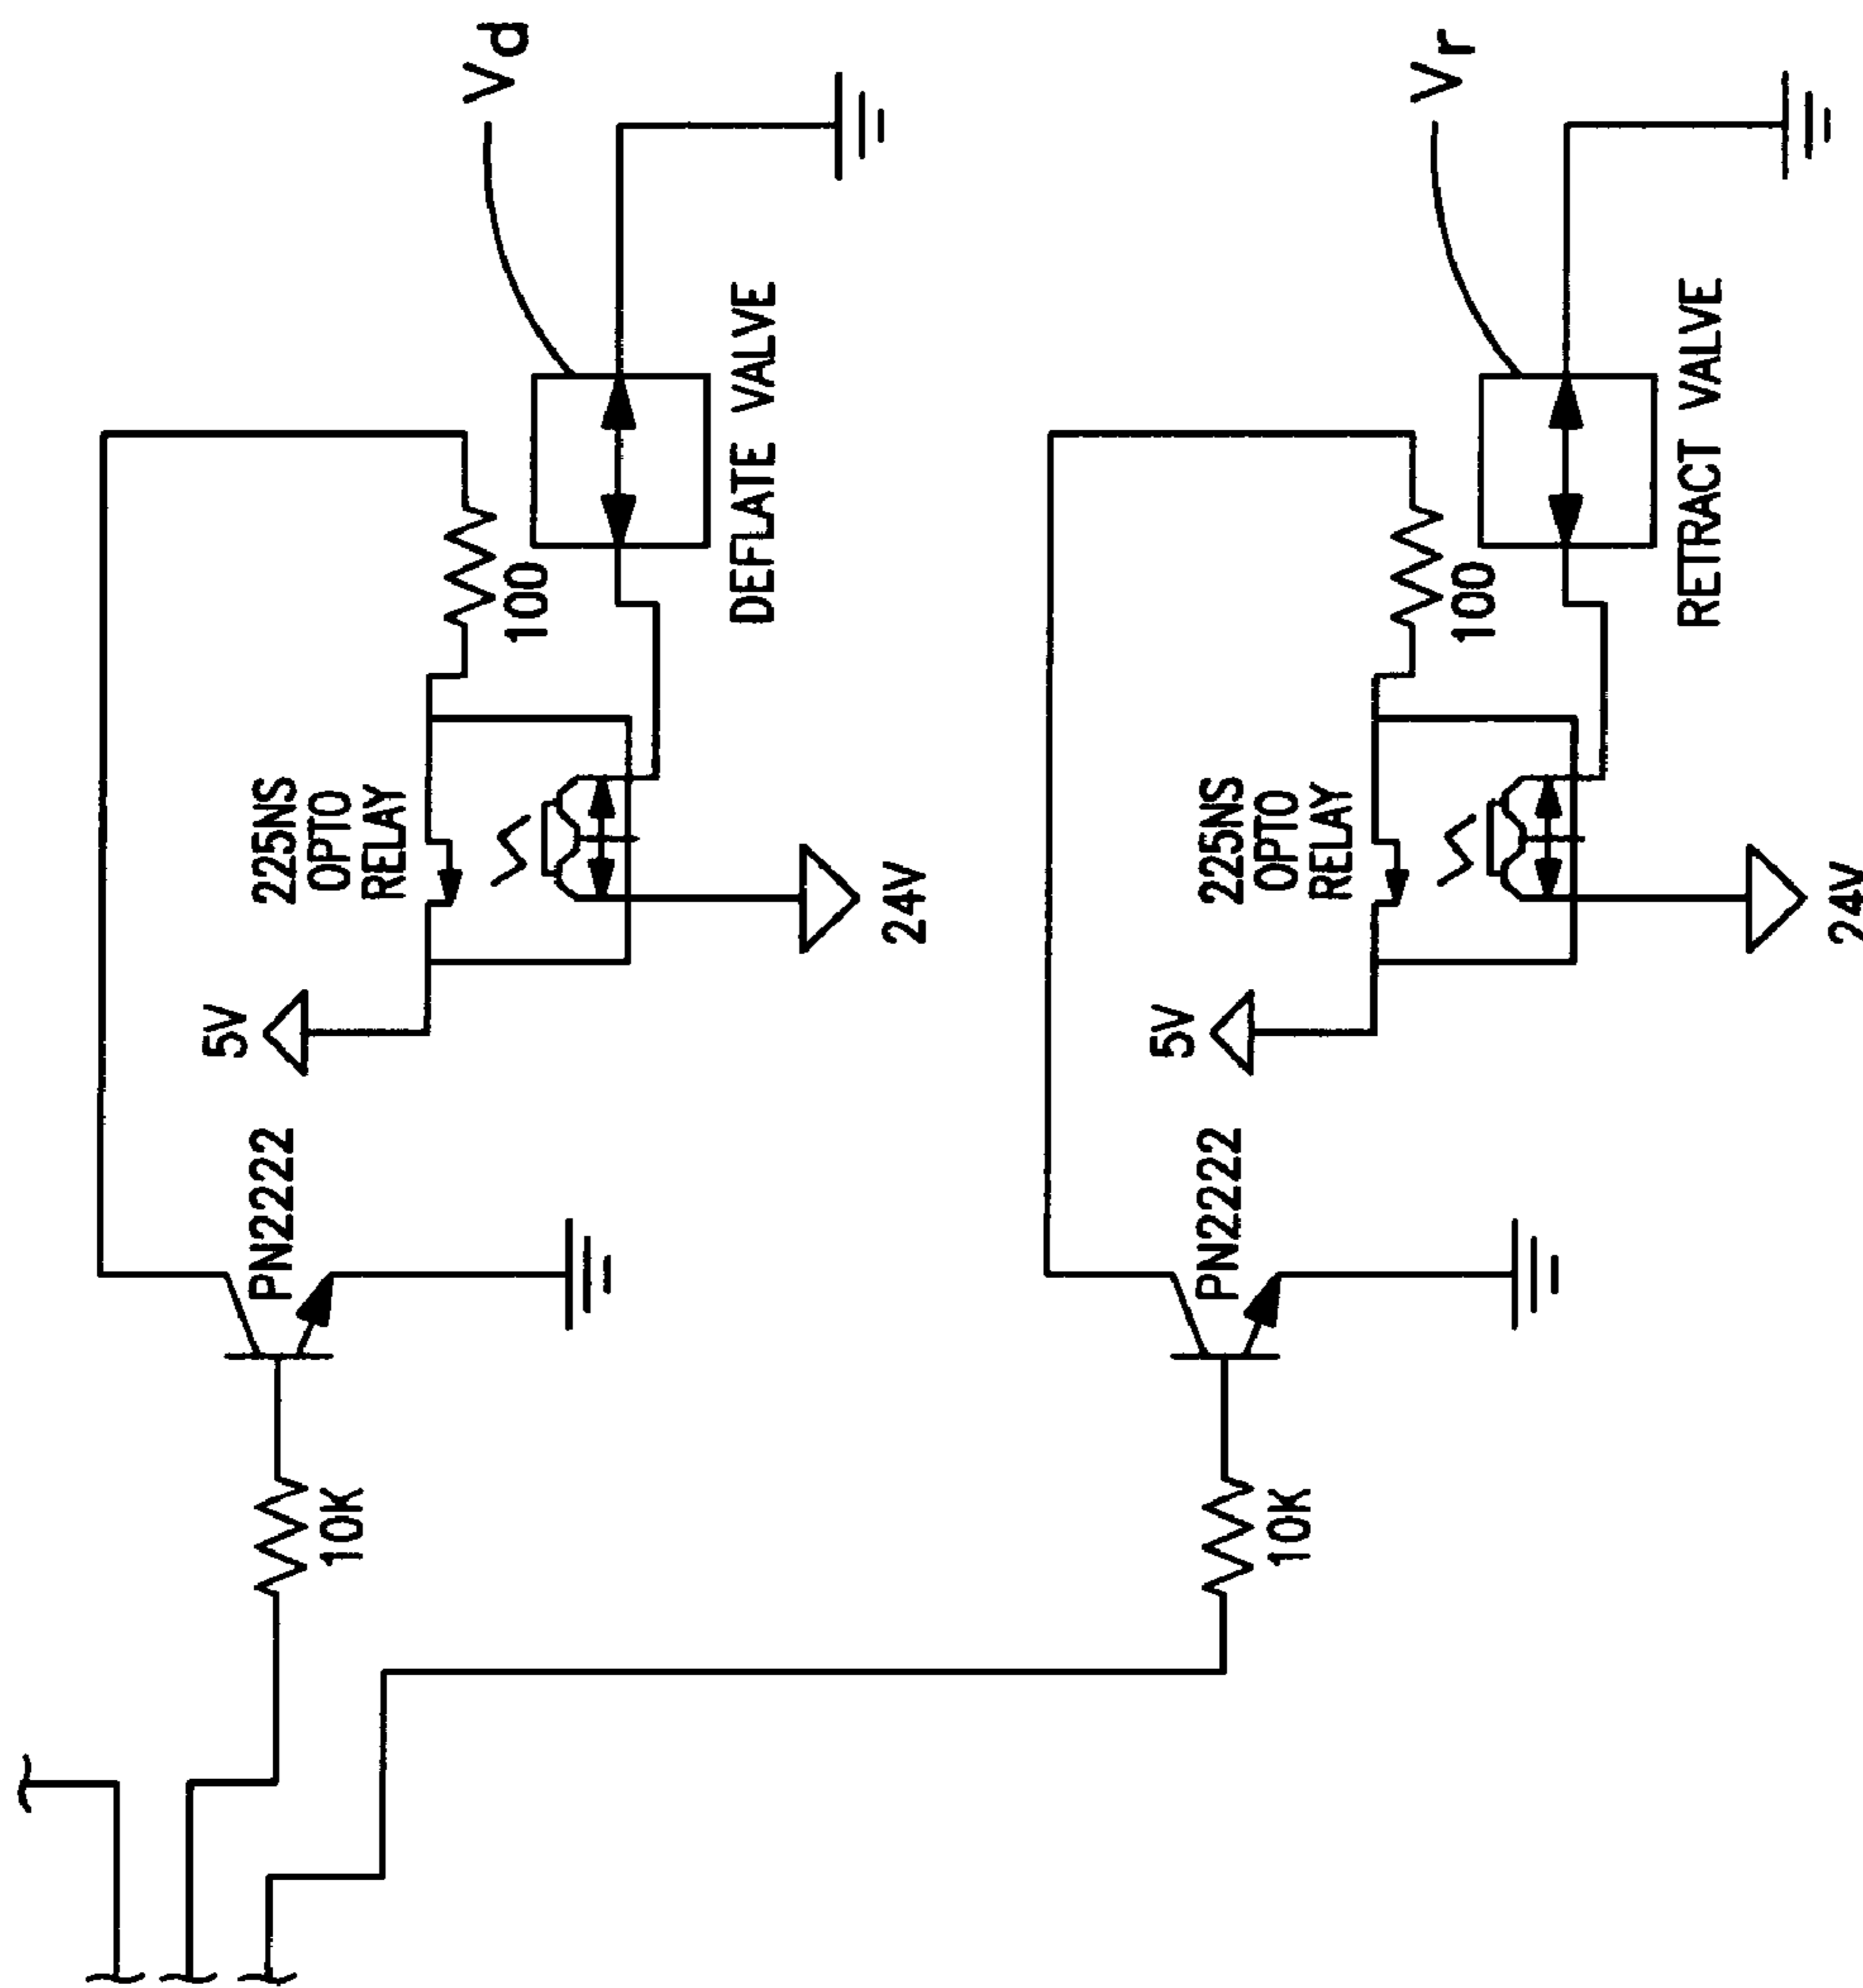 Vd
DEFLATE VALVE
100
225NS
OPTO
RELAY
24V
5V
PN2222
10K
Vr
RETRACT VALVE
100
225NS
OPTO
RELAY
24V
5V
PN2222
10K